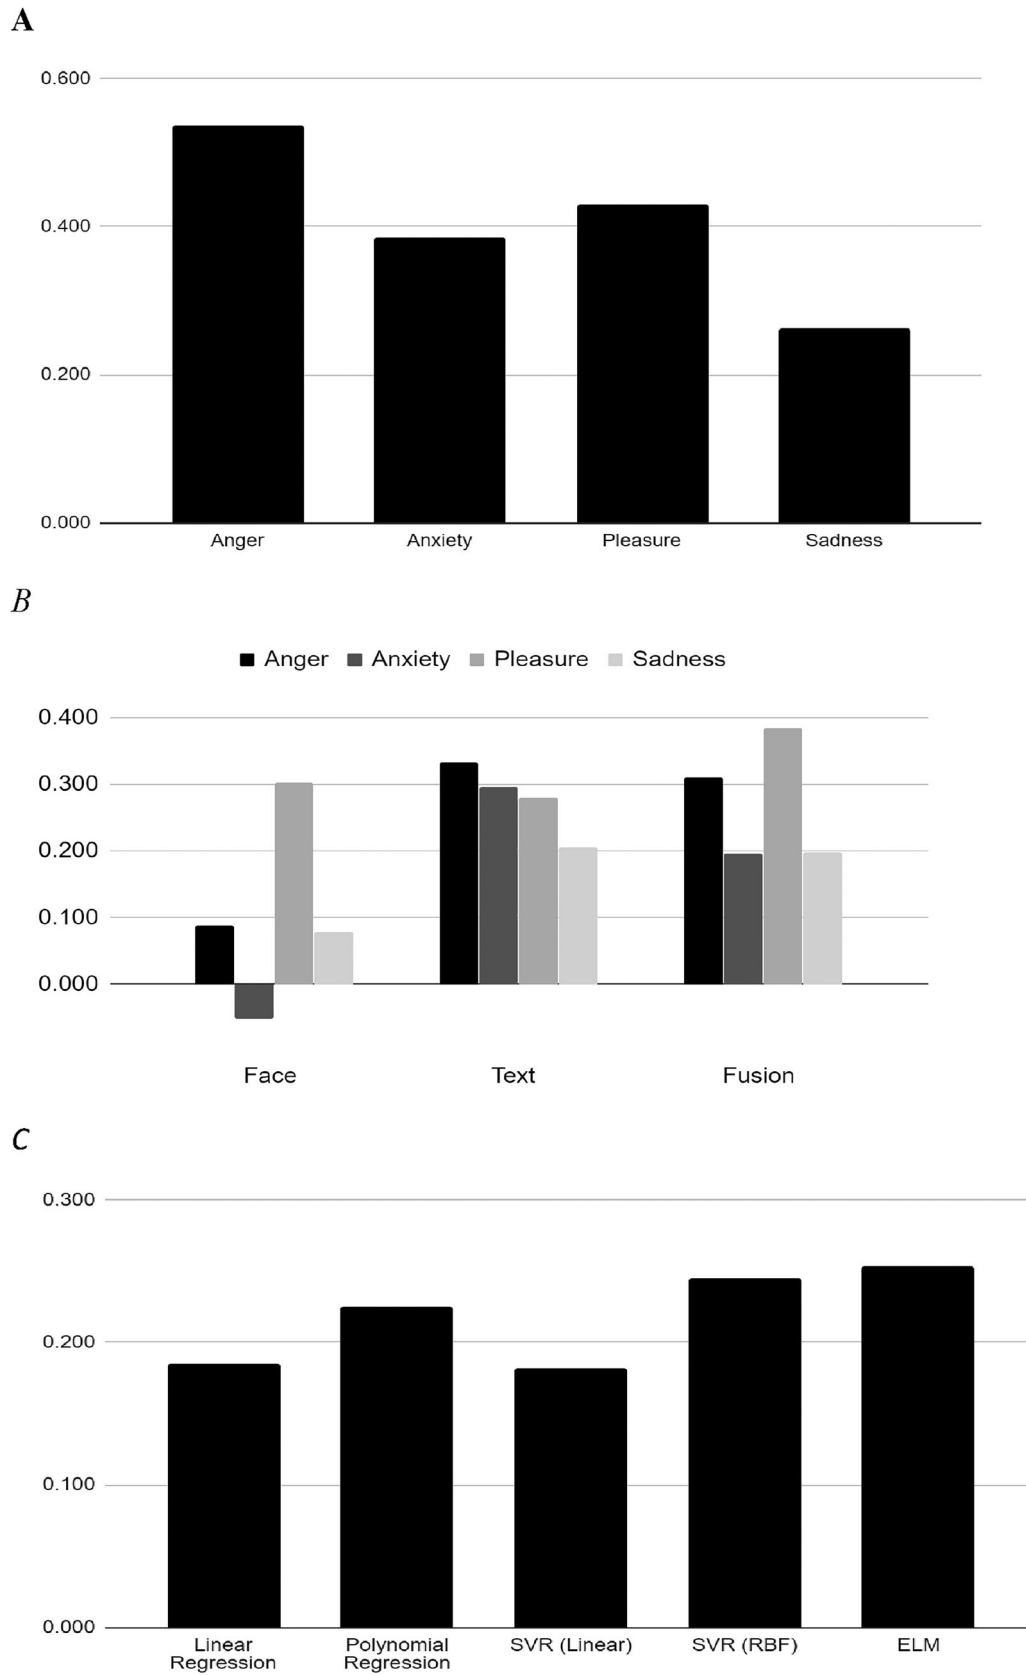 A
0.600
0.400
0.200
0.000
Anger Anxiety Pleasure Sadness
B
Anger Anxiety Pleasure Sadness
0.400
0.300
0.200
0.100
0.000
Face Text Fusion
C
0.300
0.200
0.100
0.000
Linear Polynomial SVR (Linear) SVR (RBF) ELM
Regression Regression